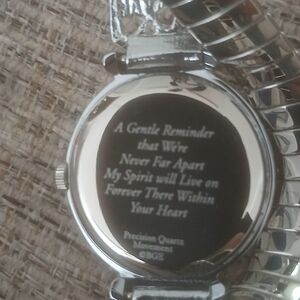 A Gentle Reminder
that We're
Never Far Apart
My Spirit will Live on
Forever There Within
Your Heart
Precision Quartz
Movement
©BGE